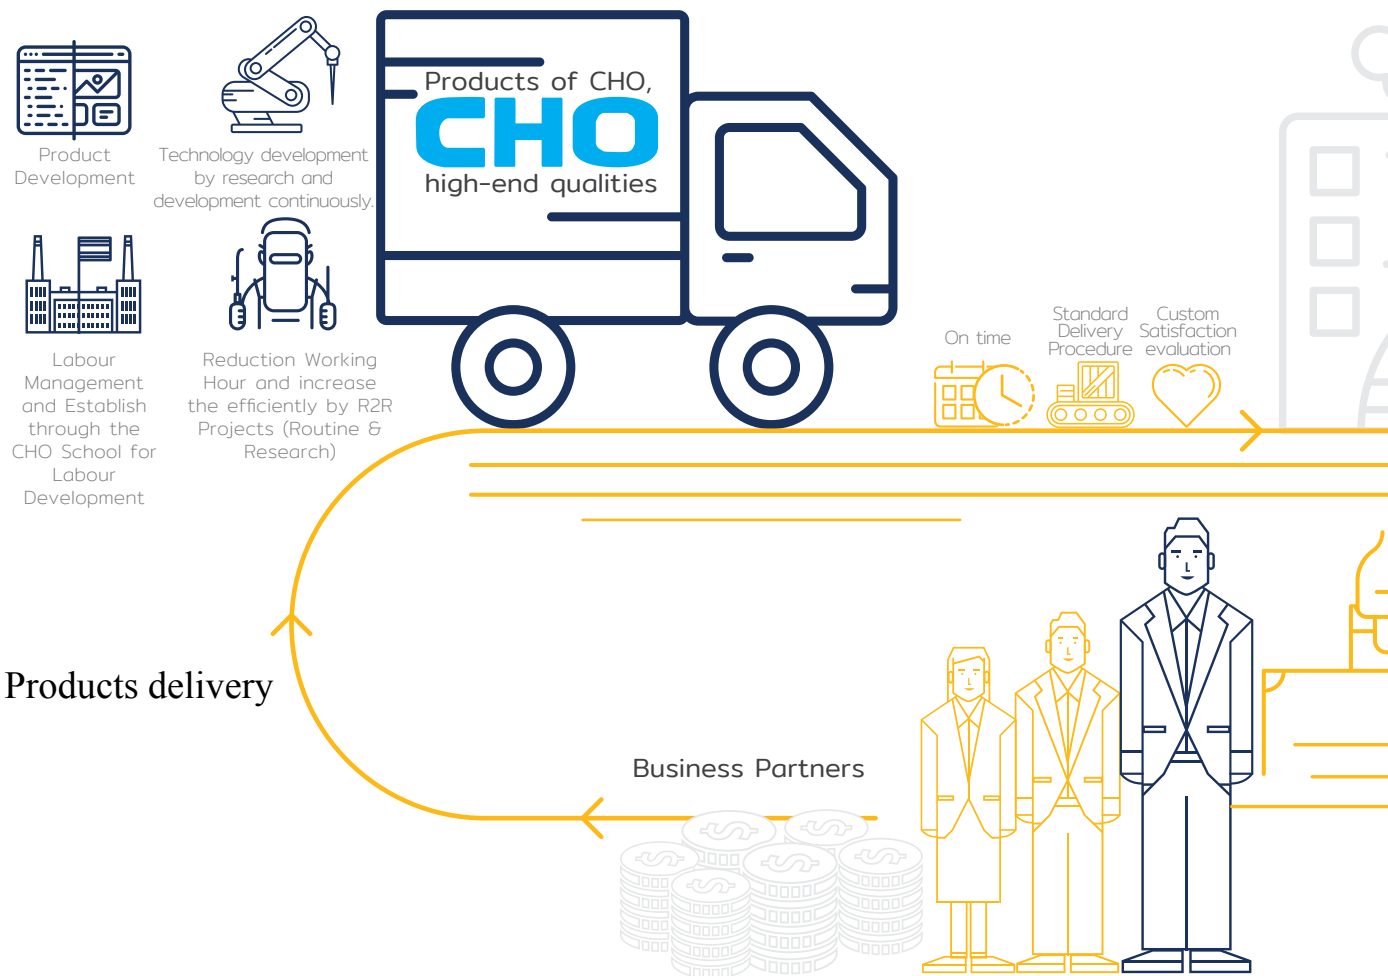 Product
Development
Technology development
by research and
development continuously.
Labour
Management
and Establish
through the
CHO School for
Labour
Development
Reduction Working
Hour and increase
the efficiently by R2R
Projects (Routine &
Research)
Products of CHO,
CHO
high-end qualities
On time
Standard
Delivery
Procedure
Custom
Satisfaction
evaluation
Products delivery
Business Partners